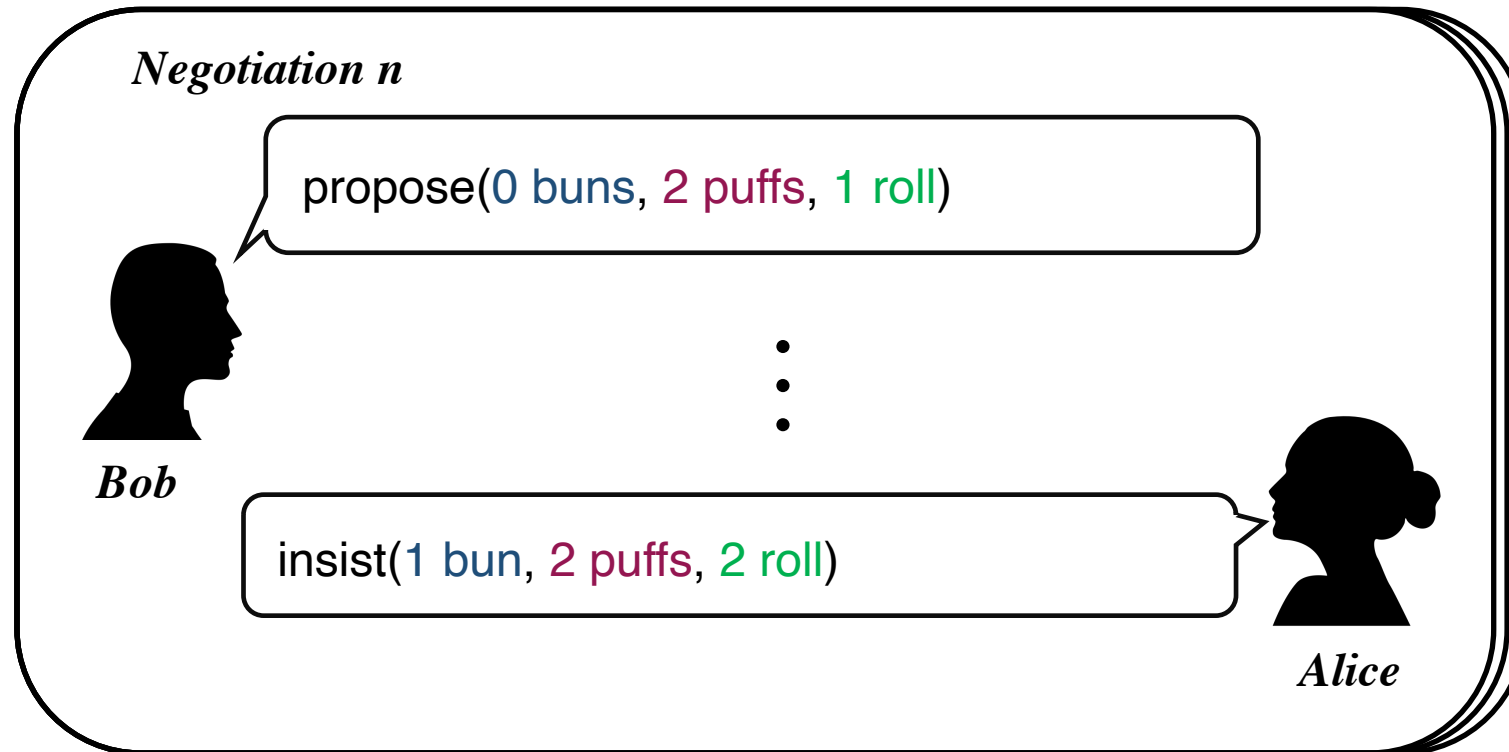 Negotiation n
propose(0 buns, 2 puffs, 1 roll)
Bob
insist(1 bun, 2 puffs, 2 roll)
Alice